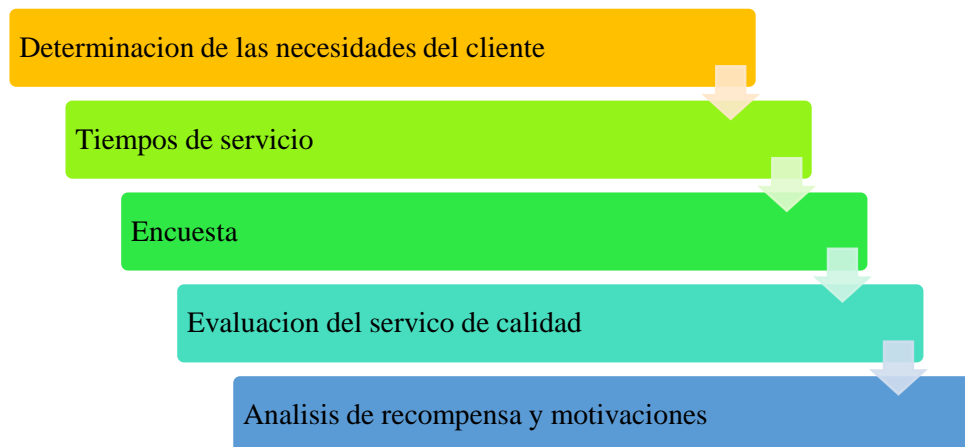 Determinacion de las necesidades del cliente
Tiempos de servicio
Encuesta
Evaluacion del servico de calidad
Analisis de recompensa y motivaciones